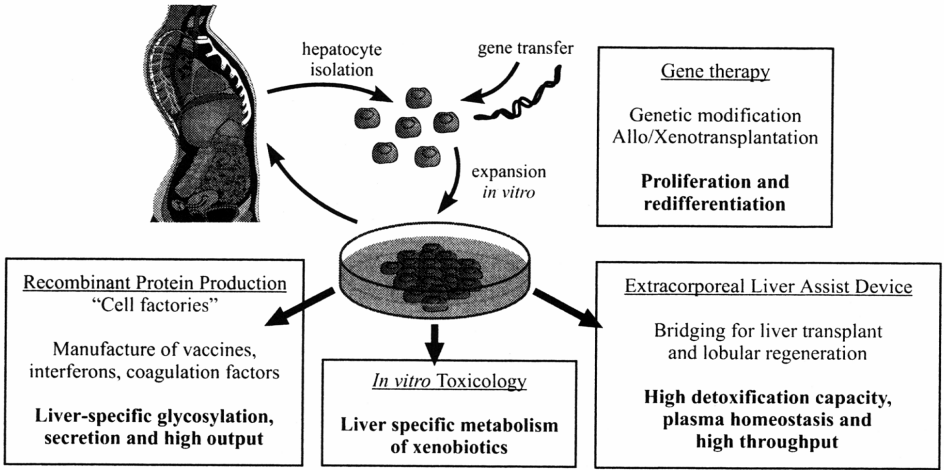 hepatocyte
isolation
gene transfer
expansion
in vitro
Gene therapy
Genetic modification
Allo/Xenotransplantation
Proliferation and
redifferentiation
Recombinant Protein Production
“Cell factories”
Manufacture of vaccines,
interferons, coagulation factors
Liver-specific glycosylation,
secretion and high output
In vitro Toxicology
Liver specific metabolism
of xenobiotics
Extracorporeal Liver Assist Device
Bridging for liver transplant
and lobular regeneration
High detoxification capacity,
plasma homeostasis and
high throughput